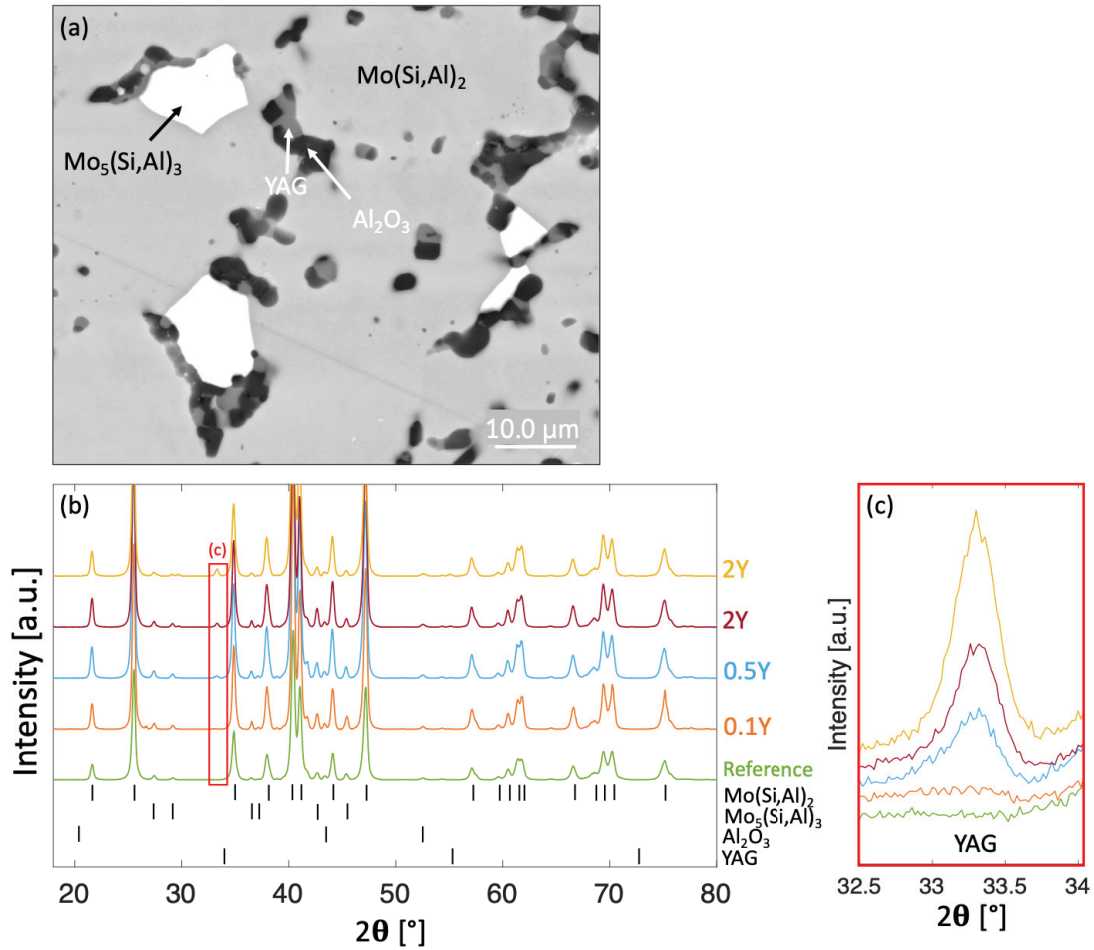 (a)
Mo(Si,Al)₂
Mo₅(Si,Al)₃
YAG
Al₂O₃
10.0 μm
(b)
(c)
2Y
2Y
0.5Y
0.1Y
Reference
Mo(Si,Al)₂
Mo₅(Si,Al)₃
Al₂O₃
YAG
Intensity [a.u.]
20 30 40 50 60 70 80
2θ [°]
(c)
Intensity [a.u.]
YAG
32.5 33 33.5 34
2θ [°]